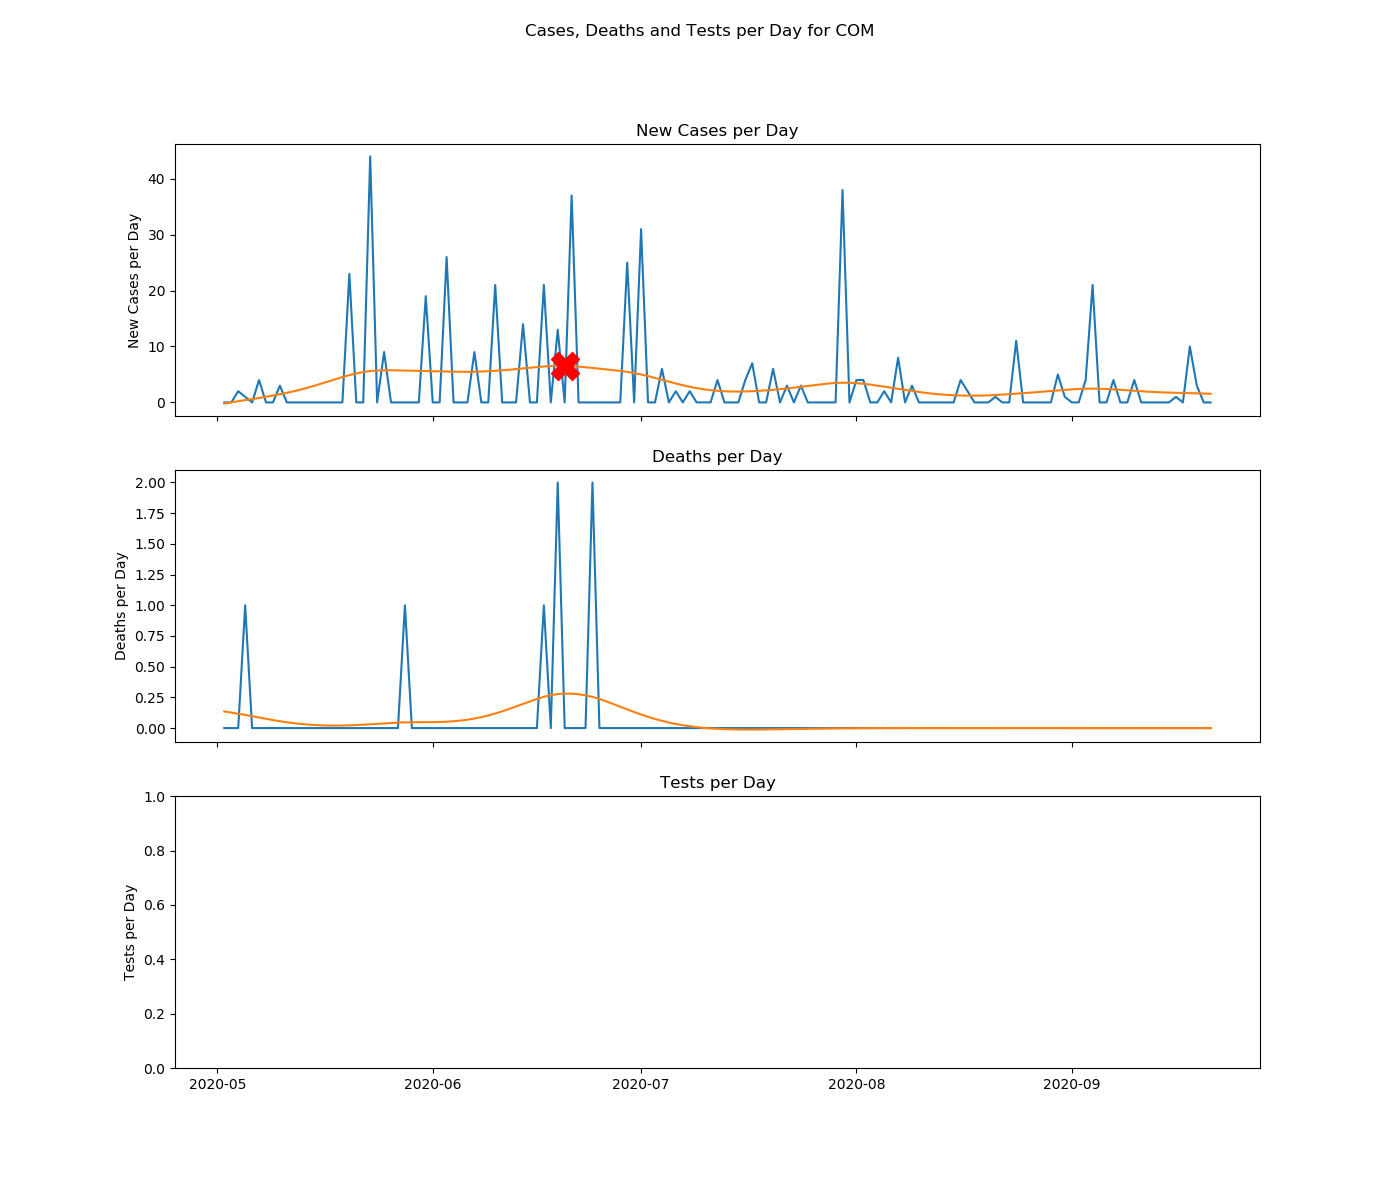 Cases, Deaths and Tests per Day for COM
New Cases per Day
New Cases per Day
40
30
20
10
0
Deaths per Day
Deaths per Day
2.00
1.75
1.50
1.25
1.00
0.75
0.50
0.25
0.00
Tests per Day
Tests per Day
1.0
0.8
0.6
0.4
0.2
0.0
2020-05 2020-06 2020-07 2020-08 2020-09